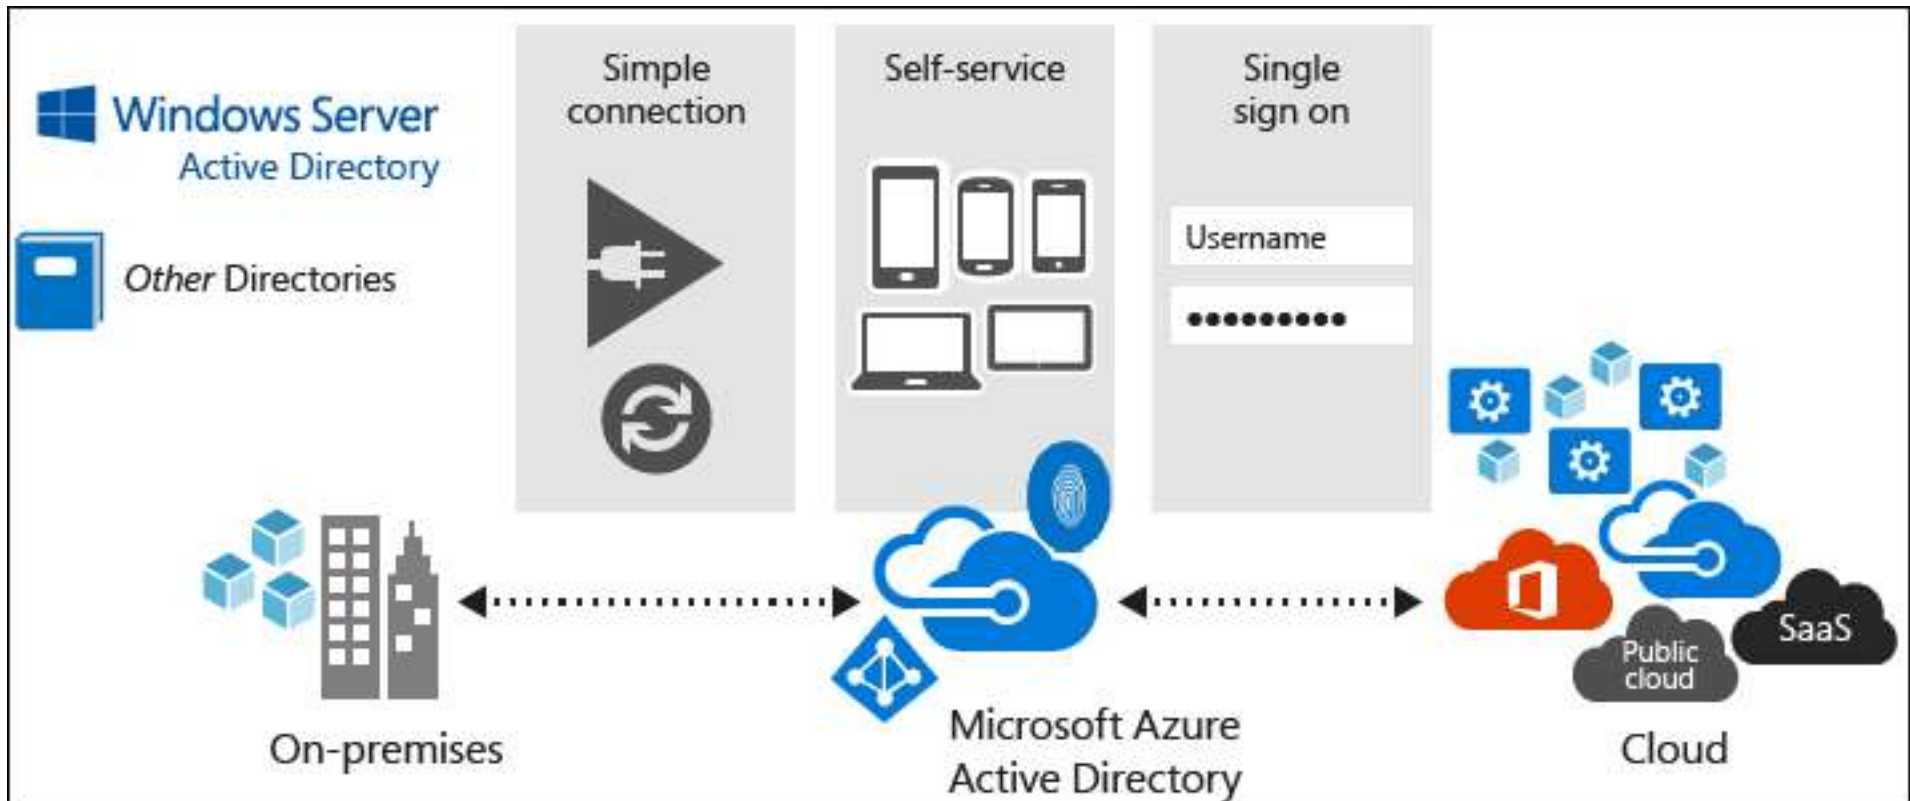 Windows Server
Active Directory
Other Directories
Simple
connection
Self-service
Single
sign on
Username
On-premises
Microsoft Azure
Active Directory
SaaS
Public
cloud
Cloud